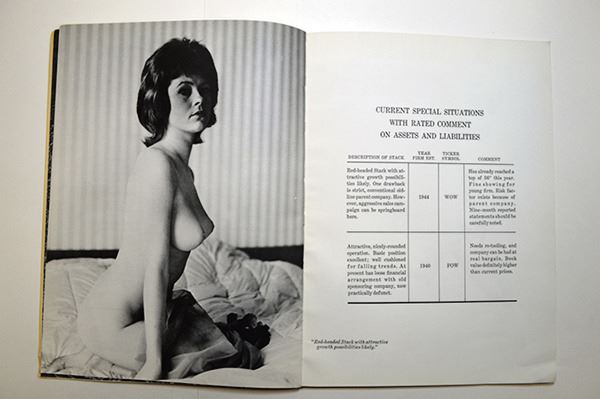 CURRENT SPECIAL SITUATIONS
WITH RATED COMMENT
ON ASSETS AND LIABILITIES
DESCRIPTION OF STACK
YEAR
FIRM EST.
TICKER
SYMBOL
COMMENT
Red-headed Stack with at-
tractive growth possibili-
ties likely. One drawback
is strict, conventional old-
line parent company. How-
ever, aggressive sales cam-
paign can be springboard
here.
1944
WOW
Has already reached a
top of 36" this year.
Fine showing for
young firm. Risk fac-
tor exists because of
parent company.
Nine-month reported
statements should be
carefully noted.
Attractive, nicely-rounded
operation. Basic position
excellent; well cushioned
for falling trends. At
present has loose financial
arrangement with old
sponsoring company, now
practically defunct.
1940
POW
Needs re-tooling, and
company can be had at
real bargain. Book
value definitely higher
than current prices.
"Red-headed Stack with attractive
growth possibilities likely."